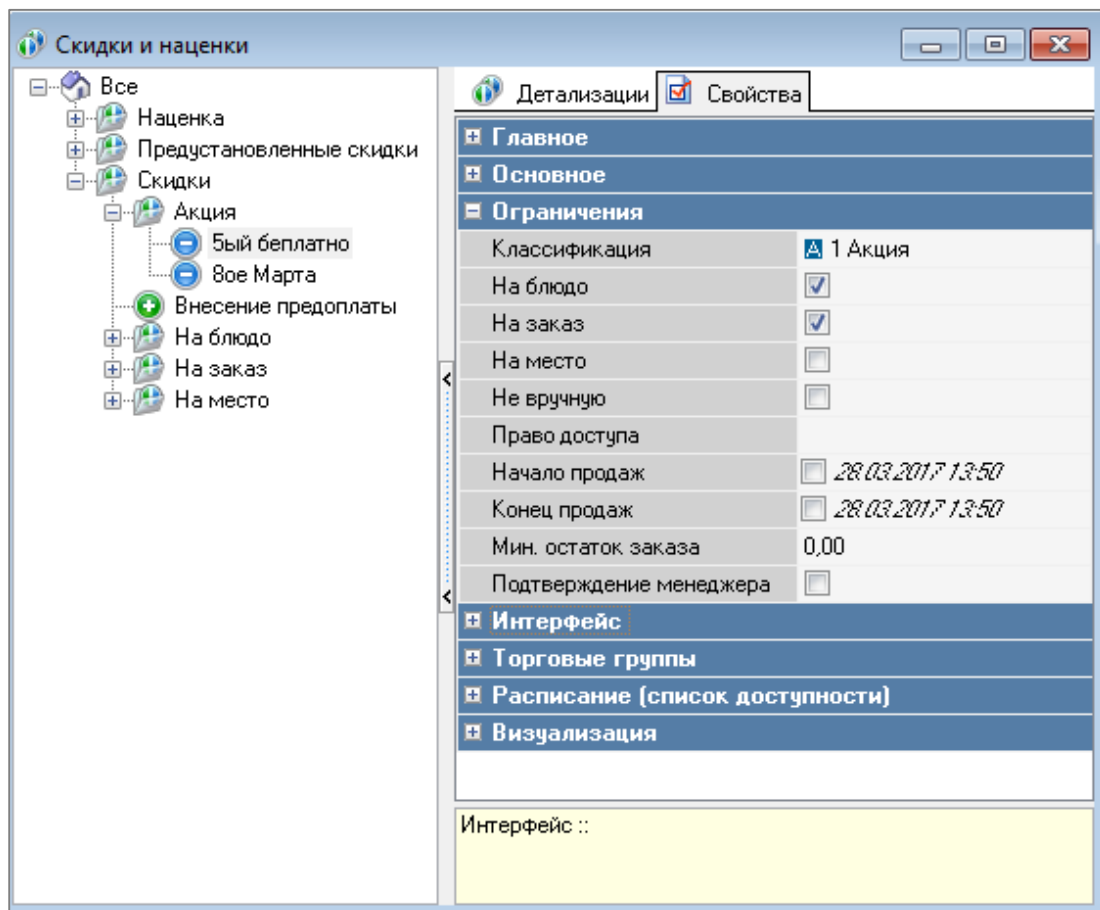 Скидки и наценки
Все
Наценка
Предустановленные скидки
Скидки
Акция
5ый беплатно
8ое Марта
Внесение предоплаты
На блюдо
На заказ
На место
Детализации Свойства
Главное
Основное
Ограничения
Классификация A 1 Акция
На блюдо
На заказ
На место
Не вручную
Право доступа
Начало продаж 28.03.2017 13:50
Конец продаж 28.03.2017 13:50
Мин. остаток заказа 0,00
Подтверждение менеджера
Интерфейс
Торговые группы
Расписание (список доступности)
Визуализация
Интерфейс ::